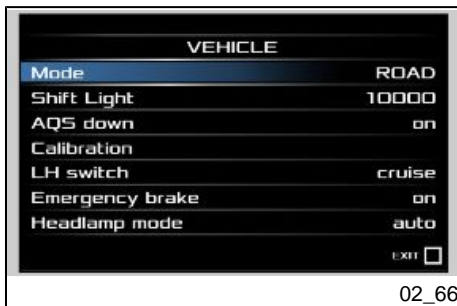 VEHICLE
Mode ROAD
Shift Light 10000
AQS down on
Calibration
LH switch cruise
Emergency brake on
Headlamp mode auto
EXIT
02_66